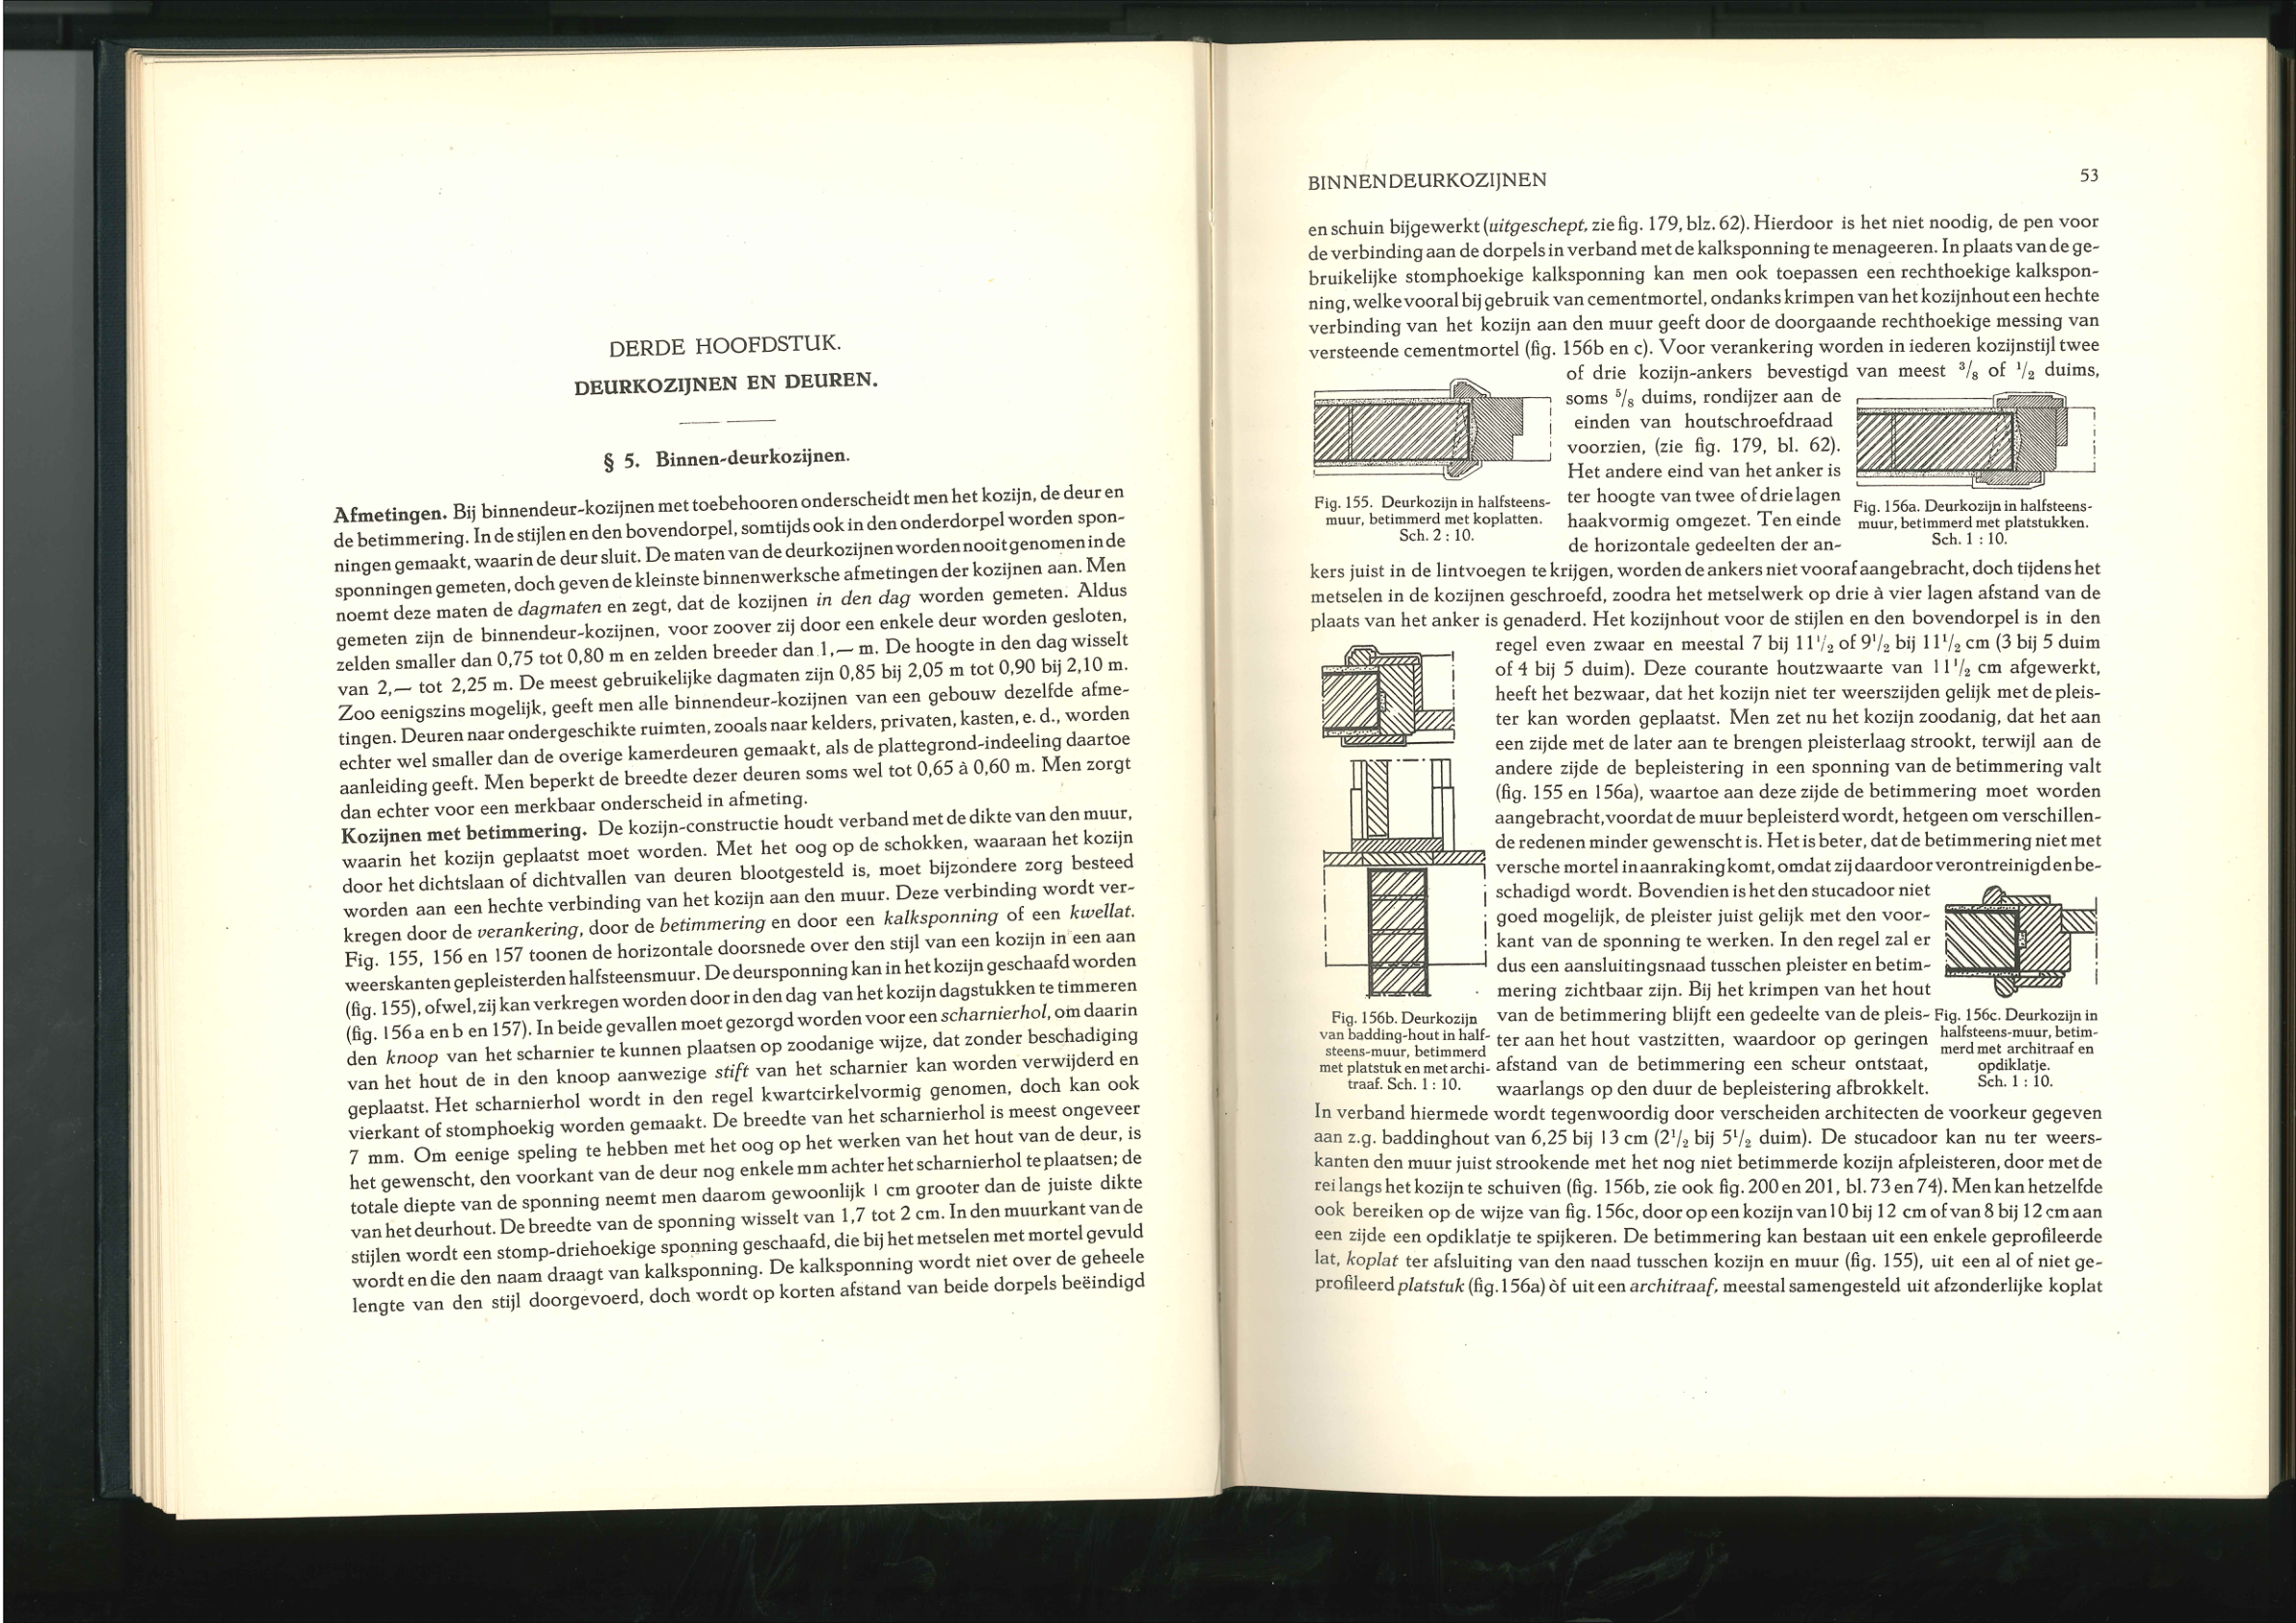 DERDE HOOFDSTUK.
DEURKOZIJNEN EN DEUREN.
§ 5. Binnen-deurkozijnen.
Afmetingen. Bij binnendeur-kozijnen met toebehooren onderscheidt men het kozijn, de deur en
de betimmering. In de stijlen en den bovendorpel, somtijds ook in den onderdorpel worden spon-
ningen gemaakt, waarin de deur sluit. De maten van de deurkozijnen worden nooit genomen in de
sponningen gemeten, doch geven de kleinste binnenwerksche afmetingen der kozijnen aan. Men
noemt deze maten de dagmaten en zegt, dat de kozijnen in den dag worden gemeten. Aldus
gemeten zijn de binnendeur-kozijnen, voor zoover zij door een enkele deur worden gesloten,
zelden smaller dan 0,75 tot 0,80 m en zelden breeder dan 1,— m. De hoogte in den dag wisselt
van 2,— tot 2,25 m. De meest gebruikelijke dagmaten zijn 0,85 bij 2,05 m tot 0,90 bij 2,10 m.
Zoo eenigszins mogelijk, geeft men alle binnendeur-kozijnen van een gebouw dezelfde afme-
tingen. Deuren naar ondergeschikte ruimten, zooals naar kelders, privaten, kasten, e. d., worden
echter wel smaller dan de overige kamerdeuren gemaakt, als de plattegrond-indeeling daartoe
aanleiding geeft. Men beperkt de breedte dezer deuren soms wel tot 0,65 à 0,60 m. Men zorgt
dan echter voor een merkbaar onderscheid in afmeting.
Kozijnen met betimmering. De kozijn-constructie houdt verband met de dikte van den muur,
waarin het kozijn geplaatst moet worden. Met het oog op de schokken, waaraan het kozijn
door het dichtslaan of dichtvallen van deuren blootgesteld is, moet bijzondere zorg besteed
worden aan een hechte verbinding van het kozijn aan den muur. Deze verbinding wordt ver-
kregen door de verankering, door de betimmering en door een kalksponning of een kwellat.
Fig. 155, 156 en 157 toonen de horizontale doorsnede over den stijl van een kozijn in een aan
weerskanten gepleisterden halfsteensmuur. De deursponning kan in het kozijn geschaafd worden
(fig. 155), ofwel, zij kan verkregen worden door in den dag van het kozijn dagstukken te timmeren
(fig. 156 a en b en 157). In beide gevallen moet gezorgd worden voor een scharnierhol, om daarin
den knoop van het scharnier te kunnen plaatsen op zoodanige wijze, dat zonder beschadiging
van het hout de in den knoop aanwezige stift van het scharnier kan worden verwijderd en
geplaatst. Het scharnierhol wordt in den regel kwartcirkelvormig genomen, doch kan ook
vierkant of stomphoekig worden gemaakt. De breedte van het scharnierhol is meest ongeveer
7 mm. Om eenige speling te hebben met het oog op het werken van het hout van de deur, is
het gewenscht, den voorkant van de deur nog enkele mm achter het scharnierhol te plaatsen; de
totale diepte van de sponning neemt men daarom gewoonlijk 1 cm grooter dan de juiste dikte
van het deurhout. De breedte van de sponning wisselt van 1,7 tot 2 cm. In den muurkant van de
stijlen wordt een stomp-driehoekige sponning geschaafd, die bij het metselen met mortel gevuld
wordt en die den naam draagt van kalksponning. De kalksponning wordt niet over de geheele
lengte van den stijl doorgevoerd, doch wordt op korten afstand van beide dorpels beëindigd
BINNENDEURKOZIJNEN 53
en schuin bijgewerkt (uitgeschept, zie fig. 179, blz. 62). Hierdoor is het niet noodig, de pen voor
de verbinding aan de dorpels in verband met de kalksponning te menageeren. In plaats van de ge-
bruikelijke stomphoekige kalksponning kan men ook toepassen een rechthoekige kalkspon-
ning, welke vooral bij gebruik van cementmortel, ondanks krimpen van het kozijnhout een hechte
verbinding van het kozijn aan den muur geeft door de doorgaande rechthoekige messing van
versteende cementmortel (fig. 156b en c). Voor verankering worden in iederen kozijnstijl twee
of drie kozijn-ankers bevestigd van meest 3/8 of 1/2 duims,
soms 5/8 duims, rondijzer aan de
einden van houtschroefdraad
voorzien, (zie fig. 179, bl. 62).
Het andere eind van het anker is
ter hoogte van twee of drie lagen
haakvormig omgezet. Ten einde
de horizontale gedeelten der an-
Fig. 155. Deurkozijn in halfsteens-
muur, betimmerd met koplatten.
Sch. 2 : 10.
Fig. 156a. Deurkozijn in halfsteens-
muur, betimmerd met platstukken.
Sch. 1 : 10.
kers juist in de lintvoegen te krijgen, worden de ankers niet vooraf aangebracht, doch tijdens het
metselen in de kozijnen geschroefd, zoodra het metselwerk op drie à vier lagen afstand van de
plaats van het anker is genaderd. Het kozijnhout voor de stijlen en den bovendorpel is in den
regel even zwaar en meestal 7 bij 11 1/2 of 9 1/2 bij 11 1/2 cm (3 bij 5 duim
of 4 bij 5 duim). Deze courante houtzwaarte van 11 1/2 cm afgewerkt,
heeft het bezwaar, dat het kozijn niet ter weerszijden gelijk met de pleis-
ter kan worden geplaatst. Men zet nu het kozijn zoodanig, dat het aan
een zijde met de later aan te brengen pleisterlaag strookt, terwijl aan de
andere zijde de bepleistering in een sponning van de betimmering valt
(fig. 155 en 156a), waartoe aan deze zijde de betimmering moet worden
aangebracht, voordat de muur bepleisterd wordt, hetgeen om verschillen-
de redenen minder gewenscht is. Het is beter, dat de betimmering niet met
versche mortel in aanraking komt, omdat zij daardoor verontreinigd en be-
schadigd wordt. Bovendien is het den stucadoor niet
goed mogelijk, de pleister juist gelijk met den voor-
kant van de sponning te werken. In den regel zal er
dus een aansluitingsnaad tusschen pleister en betim-
mering zichtbaar zijn. Bij het krimpen van het hout
van de betimmering blijft een gedeelte van de pleis-
ter aan het hout vastzitten, waardoor op geringen
afstand van de betimmering een scheur ontstaat,
waarlangs op den duur de bepleistering afbrokkelt.
Fig. 156b. Deurkozijn
van badding-hout in half-
steens-muur, betimmerd
met platstuk en met archi-
traaf. Sch. 1 : 10.
Fig. 156c. Deurkozijn in
halfsteens-muur, betim-
merd met architraaf en
opdiklatje.
Sch. 1 : 10.
In verband hiermede wordt tegenwoordig door verscheiden architecten de voorkeur gegeven
aan z.g. baddinghout van 6,25 bij 13 cm (2 1/2 bij 5 1/2 duim). De stucadoor kan nu ter weers-
kanten den muur juist strookende met het nog niet betimmerde kozijn afpleisteren, door met de
rei langs het kozijn te schuiven (fig. 156b, zie ook fig. 200 en 201, bl. 73 en 74). Men kan hetzelfde
ook bereiken op de wijze van fig. 156c, door op een kozijn van 10 bij 12 cm of van 8 bij 12 cm aan
een zijde een opdiklatje te spijkeren. De betimmering kan bestaan uit een enkele geprofileerde
lat, koplat ter afsluiting van den naad tusschen kozijn en muur (fig. 155), uit een al of niet ge-
profileerd platstuk (fig. 156a) òf uit een architraaf, meestal samengesteld uit afzonderlijke koplat